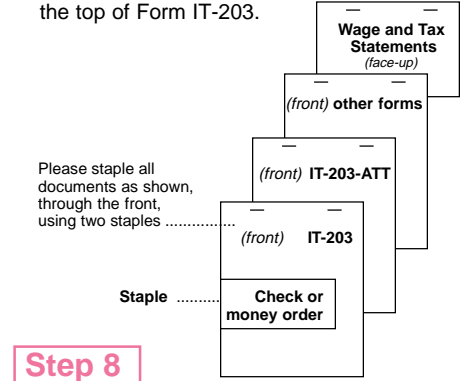 the top of Form IT-203.
Wage and Tax
Statements
(face-up)
(front) other forms
(front) IT-203-ATT
Please staple all
documents as shown,
through the front,
using two staples ................
(front) IT-203
Staple ..........
Check or
money order
Step 8